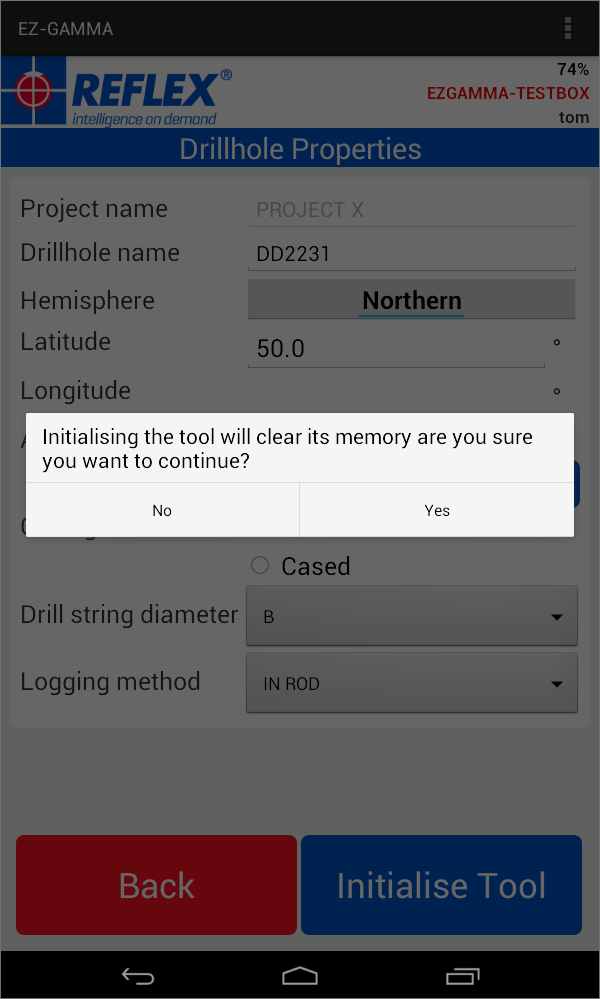 EZ-GAMMA
REFLEX®
intelligence on demand
74%
EZGAMMA-TESTBOX
tom
Drillhole Properties
Project name PROJECT X
Drillhole name DD2231
Hemisphere Northern
Latitude 50.0 °
Longitude °
Initialising the tool will clear its memory are you sure
you want to continue?
No Yes
Cased
Drill string diameter B
Logging method IN ROD
Back Initialise Tool